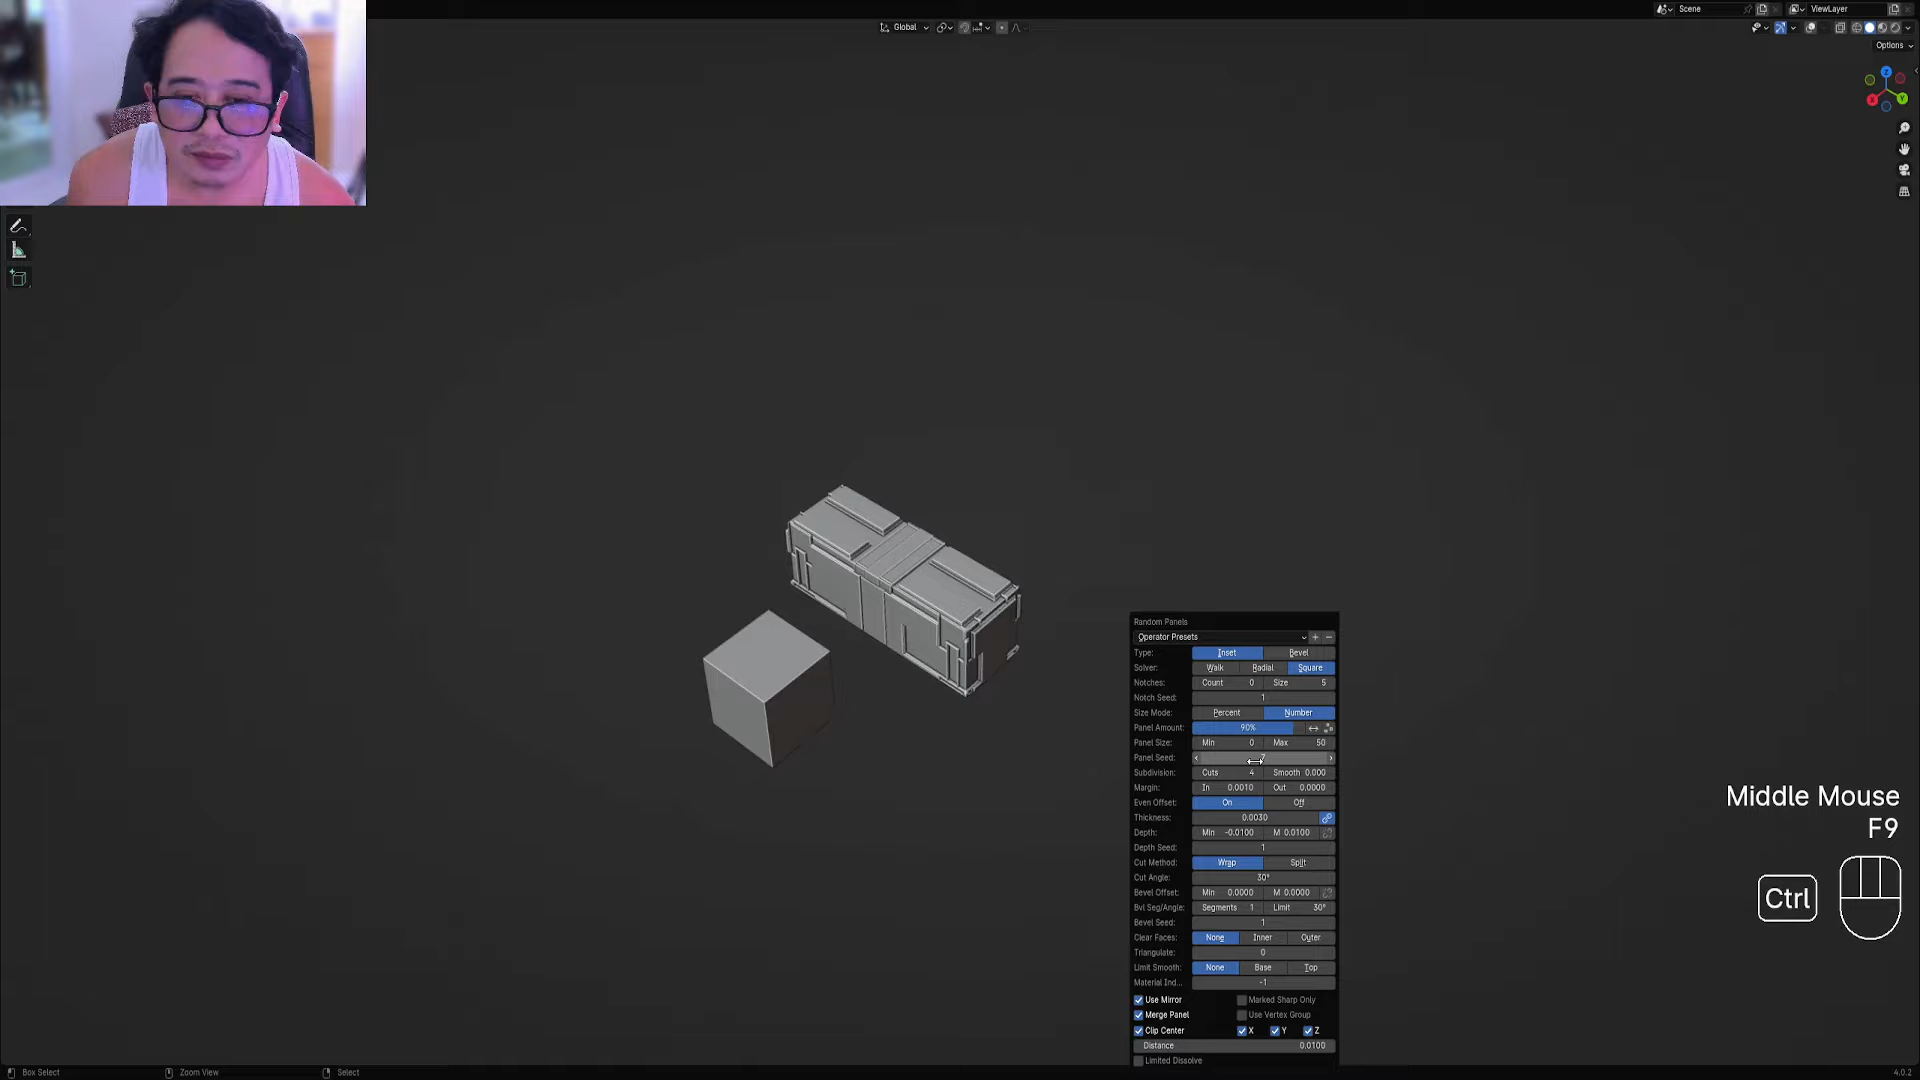 Scene
ViewLayer
Global
Options
Z
X
Y
Random Panels
Operator Presets
Type: Inset Bevel
Solver: Walk Radial Square
Notches: Count 0 Size 5
Notch Seed: 1
Size Mode: Percent Number
Panel Amount: 90%
Panel Size: Min 0 Max 50
Panel Seed:
Subdivision: Cuts 4 Smooth 0.000
Margin: In 0.0010 Out 0.0000
Even Offset: On Off
Thickness: 0.0030
Depth: Min -0.0100 M 0.0100
Depth Seed: 1
Cut Method: Wrap Split
Cut Angle: 30°
Bevel Offset: Min 0.0000 M 0.0000
Bvl Seg/Angle: Segments 1 Limit 30°
Bevel Seed: 1
Clear Faces: None Inner Outer
Triangulate: 0
Limit Smooth: None Base Top
Material Ind... -1
Use Mirror Marked Sharp Only
Merge Panel Use Vertex Group
Clip Center X Y Z
Distance 0.0100
Limited Dissolve
Middle Mouse
F9
Ctrl
Box Select Zoom View Select 4.0.2